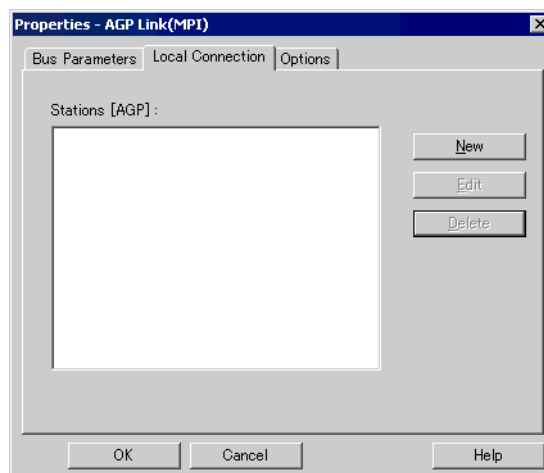 Properties - AGP Link(MPI)
Bus Parameters Local Connection Options
Stations [AGP] :
New
Edit
Delete
OK Cancel Help